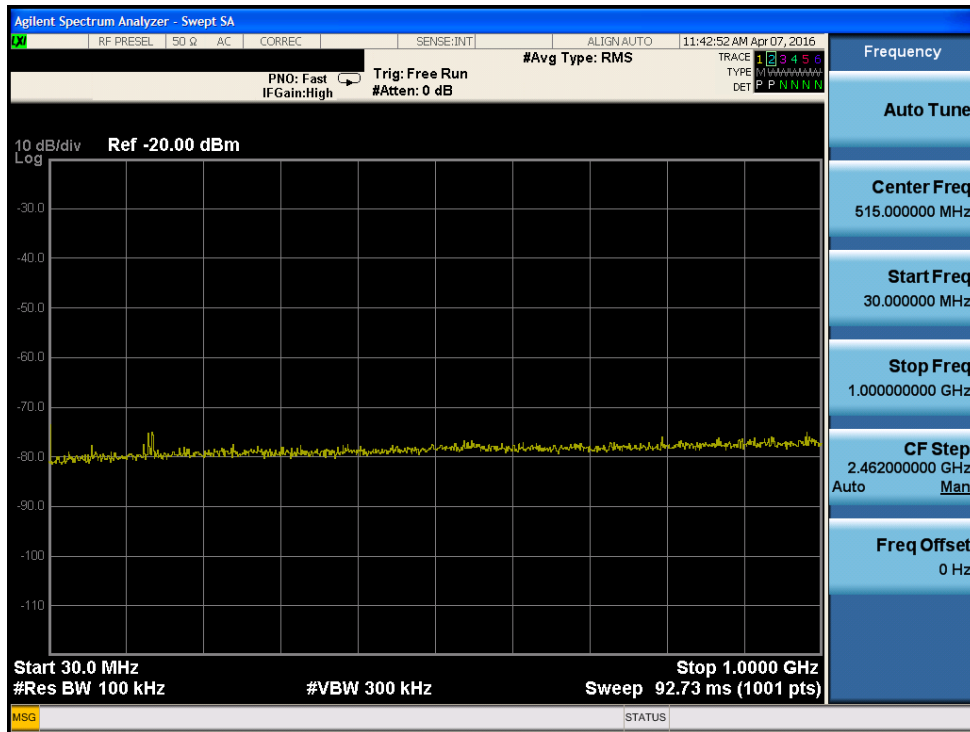 Agilent Spectrum Analyzer - Swept SA
LXI RF PRESEL 50 Ω AC CORREC SENSE:INT ALIGN AUTO 11:42:52 AM Apr 07, 2016
#Avg Type: RMS
TRACE 1 2 3 4 5 6
PNO: Fast Trig: Free Run
TYPE M W W W W W
IFGain:High #Atten: 0 dB
DET P P N N N N
10 dB/div Ref -20.00 dBm
Log
-30.0
-40.0
-50.0
-60.0
-70.0
-80.0
-90.0
-100
-110
Start 30.0 MHz Stop 1.0000 GHz
#Res BW 100 kHz #VBW 300 kHz Sweep 92.73 ms (1001 pts)
MSG STATUS
Frequency
Auto Tune
Center Freq
515.000000 MHz
Start Freq
30.000000 MHz
Stop Freq
1.000000000 GHz
CF Step
2.462000000 GHz
Auto Man
Freq Offset
0 Hz